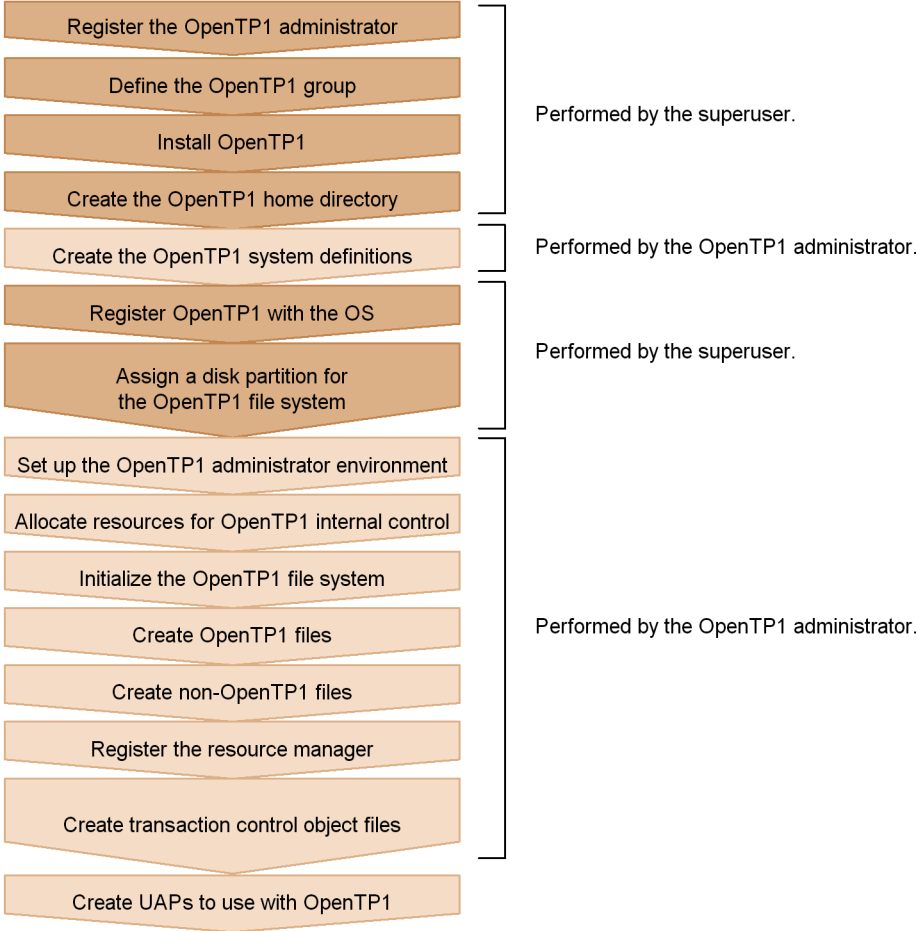 Register the OpenTP1 administrator
Define the OpenTP1 group
Install OpenTP1
Create the OpenTP1 home directory
Performed by the superuser.
Create the OpenTP1 system definitions
Performed by the OpenTP1 administrator.
Register OpenTP1 with the OS
Assign a disk partition for
the OpenTP1 file system
Performed by the superuser.
Set up the OpenTP1 administrator environment
Allocate resources for OpenTP1 internal control
Initialize the OpenTP1 file system
Create OpenTP1 files
Create non-OpenTP1 files
Register the resource manager
Create transaction control object files
Performed by the OpenTP1 administrator.
Create UAPs to use with OpenTP1